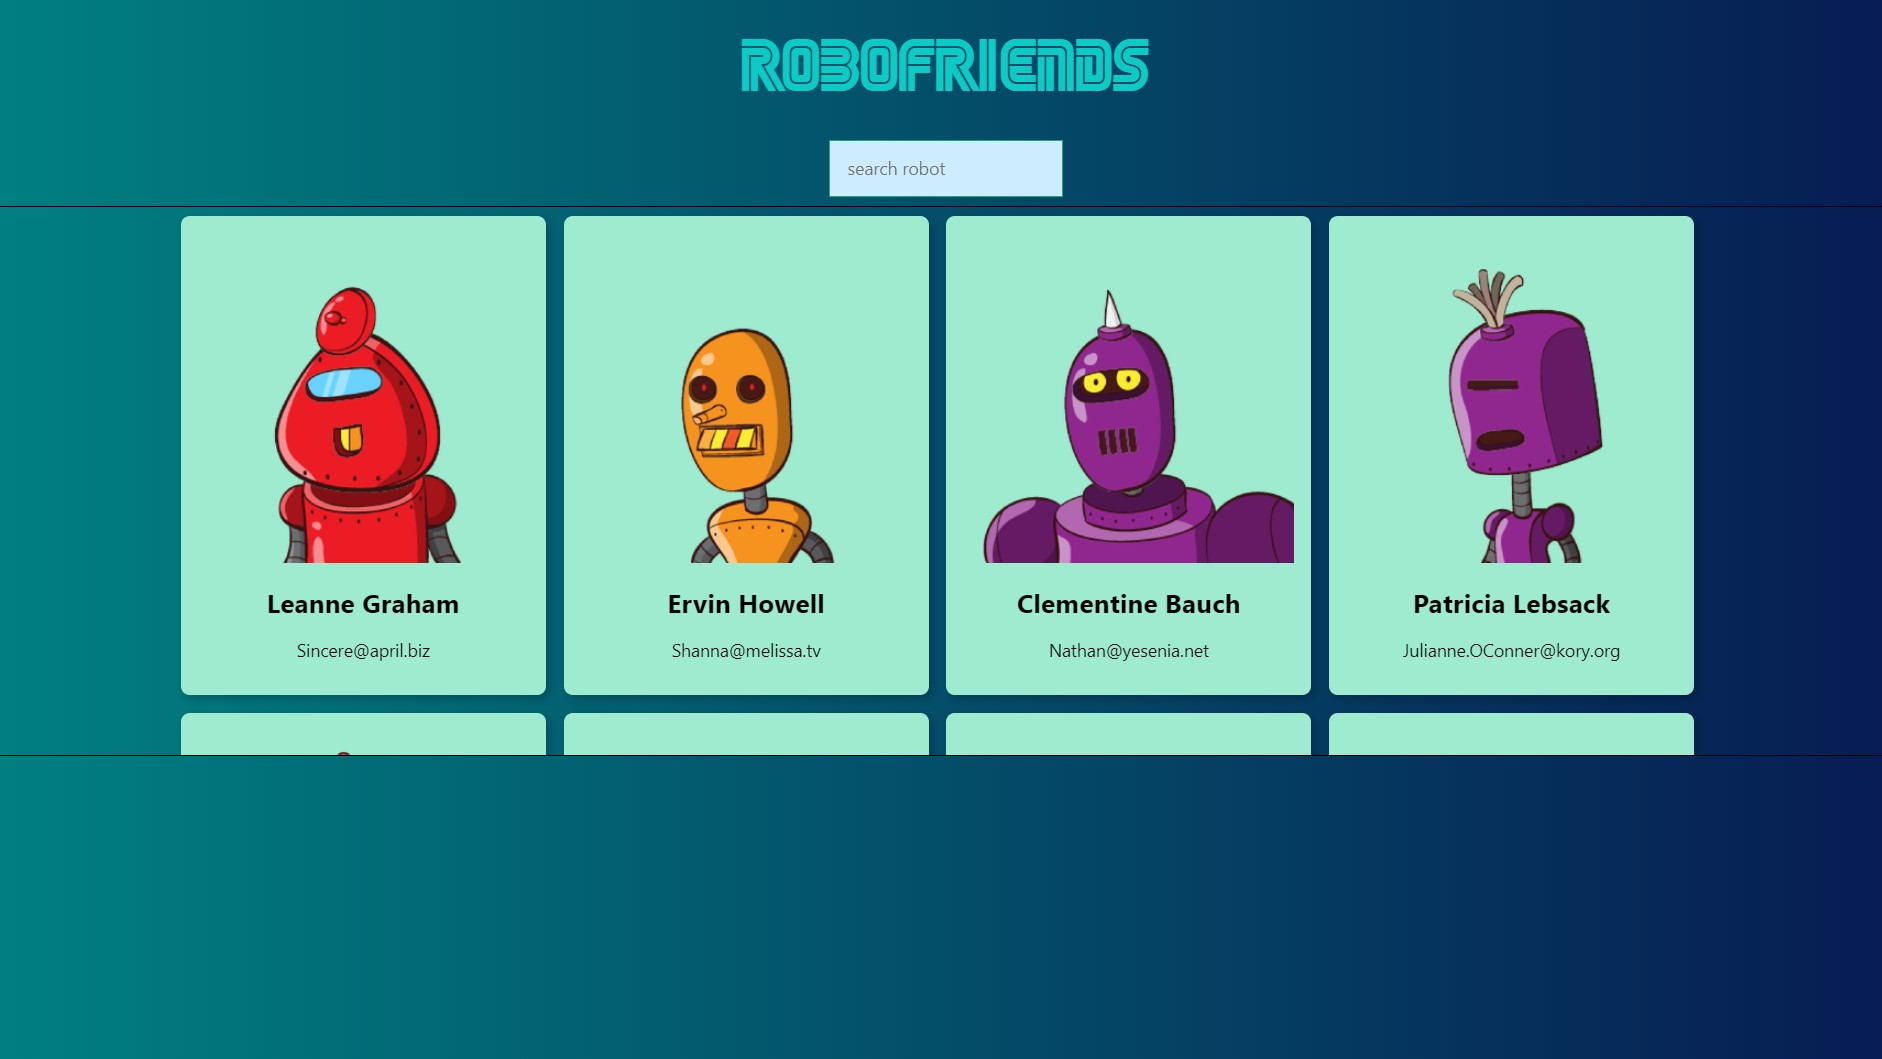 ROBOFRIENDS
search robot
Leanne Graham
Sincere@april.biz
Ervin Howell
Shanna@melissa.tv
Clementine Bauch
Nathan@yesenia.net
Patricia Lebsack
Julianne.OConner@kory.org